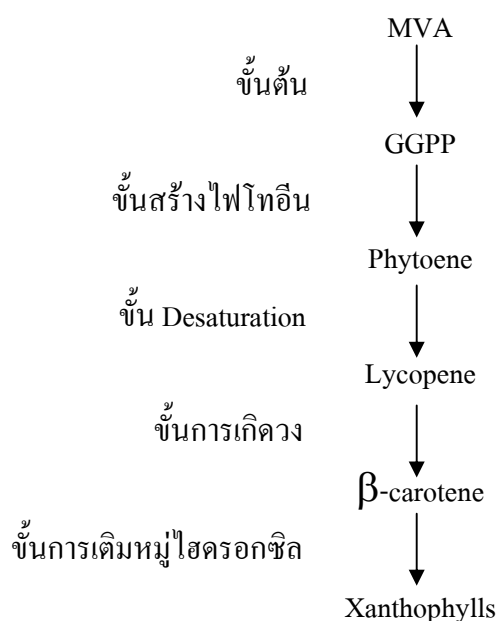 MVA
ขั้นต้น
GGPP
ขั้นสร้างไฟโทอีน
Phytoene
ขั้น Desaturation
Lycopene
ขั้นการเกิดวง
β-carotene
ขั้นการเติมหมู่ไฮดรอกซิล
Xanthophylls